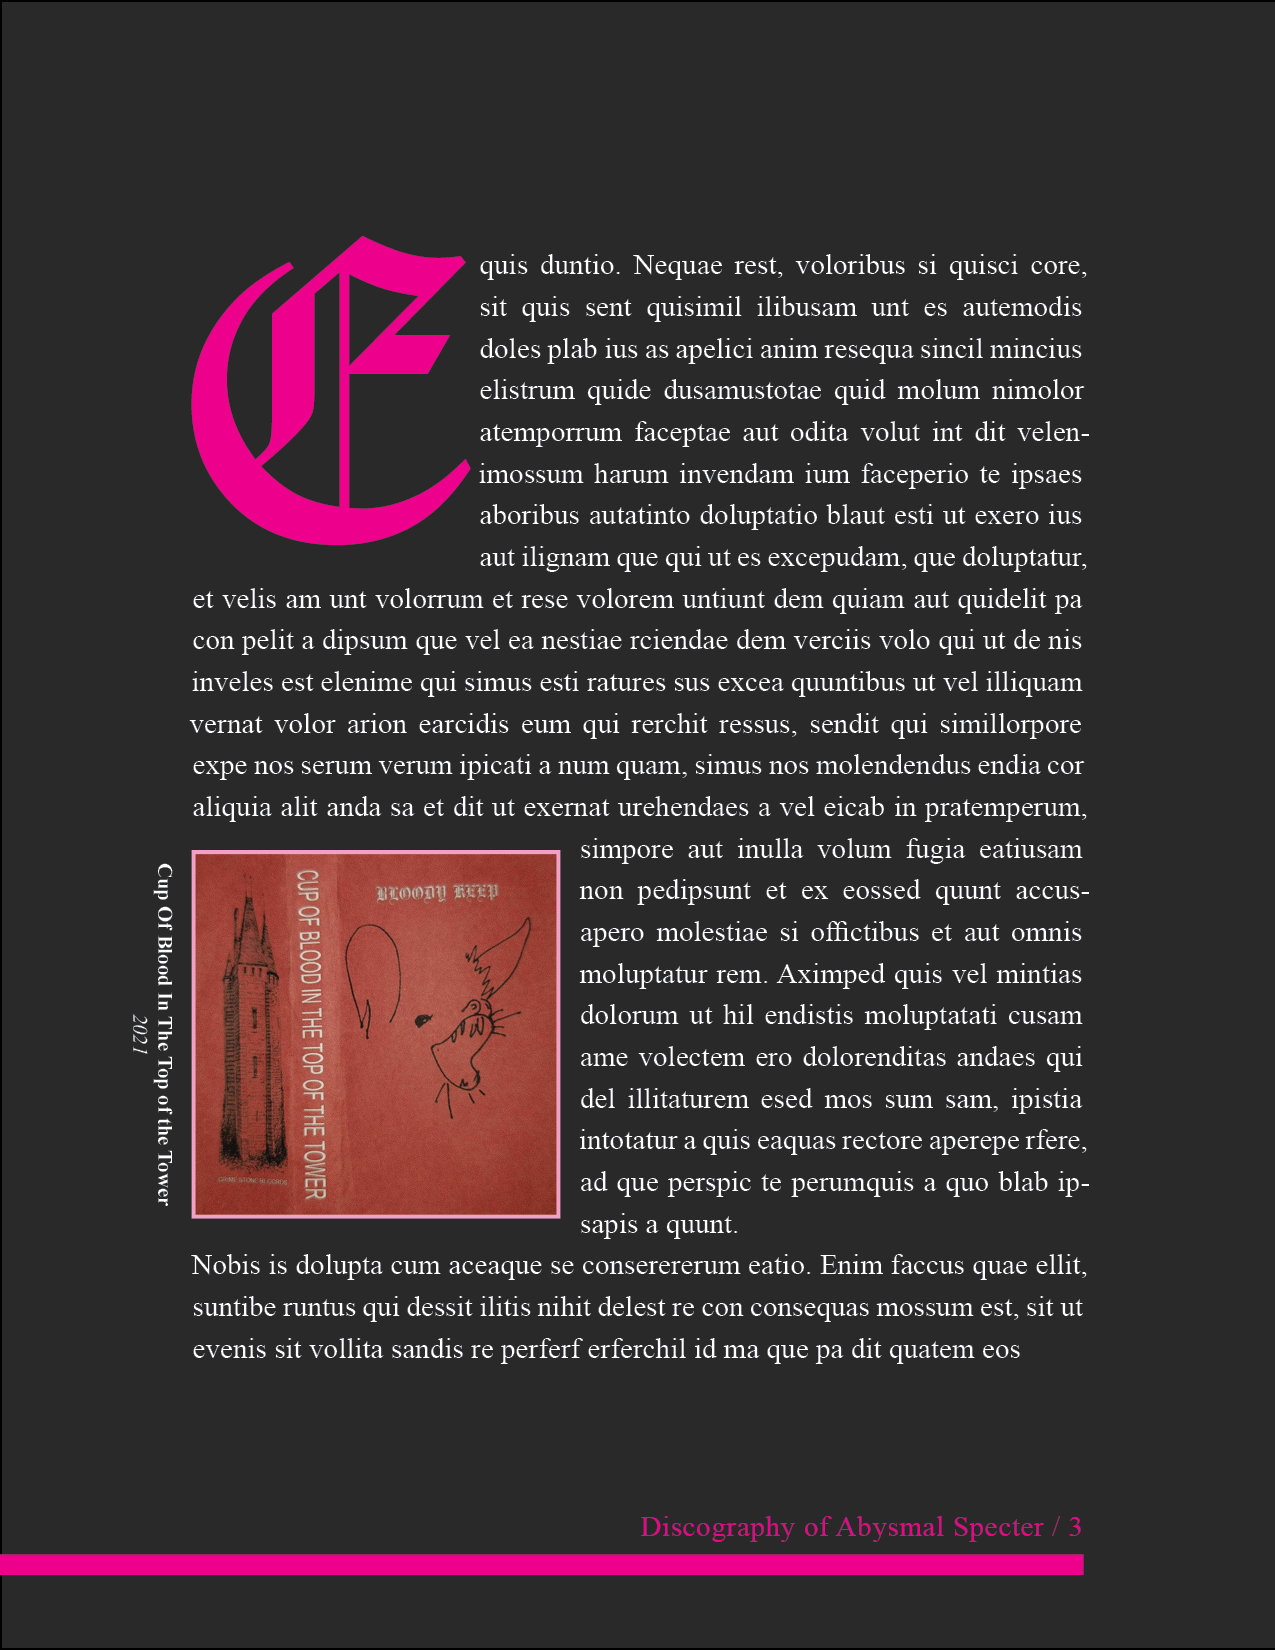 E
quis duntio. Nequae rest, voloribus si quisci core,
sit quis sent quisimil ilibusam unt es autemodis
doles plab ius as apelici anim resequa sincil mincius
elistrum quide dusamustotae quid molum nimolor
atemporrum faceptae aut odita volut int dit velen-
imossum harum invendam ium faceperio te ipsaes
aboribus autatinto doluptatio blaut esti ut exero ius
aut ilignam que qui ut es excepudam, que doluptatur,
et velis am unt volorrum et rese volorem untiunt dem quiam aut quidelit pa
con pelit a dipsum que vel ea nestiae rciendae dem verciis volo qui ut de nis
inveles est elenime qui simus esti ratures sus excea quuntibus ut vel illiquam
vernat volor arion earcidis eum qui rerchit ressus, sendit qui simillorpore
expe nos serum verum ipicati a num quam, simus nos molendendus endia cor
aliquia alit anda sa et dit ut exernat urehendaes a vel eicab in pratemperum,
simpore aut inulla volum fugia eatiusam
non pedipsunt et ex eossed quunt accus-
apero molestiae si offictibus et aut omnis
moluptatur rem. Aximped quis vel mintias
dolorum ut hil endistis moluptatati cusam
ame volectem ero dolorenditas andaes qui
del illitaturem esed mos sum sam, ipistia
intotatur a quis eaquas rectore aperepe rfere,
ad que perspic te perumquis a quo blab ip-
sapis a quunt.
Cup Of Blood In The Top of the Tower
2021
CUP OF BLOOD IN THE TOP OF THE TOWER
BLOODY KEEP
GRIME STONE RECORDS
Nobis is dolupta cum aceaque se conserererum eatio. Enim faccus quae ellit,
suntibe runtus qui dessit ilitis nihit delest re con consequas mossum est, sit ut
evenis sit vollita sandis re perferf erferchil id ma que pa dit quatem eos
Discography of Abysmal Specter / 3